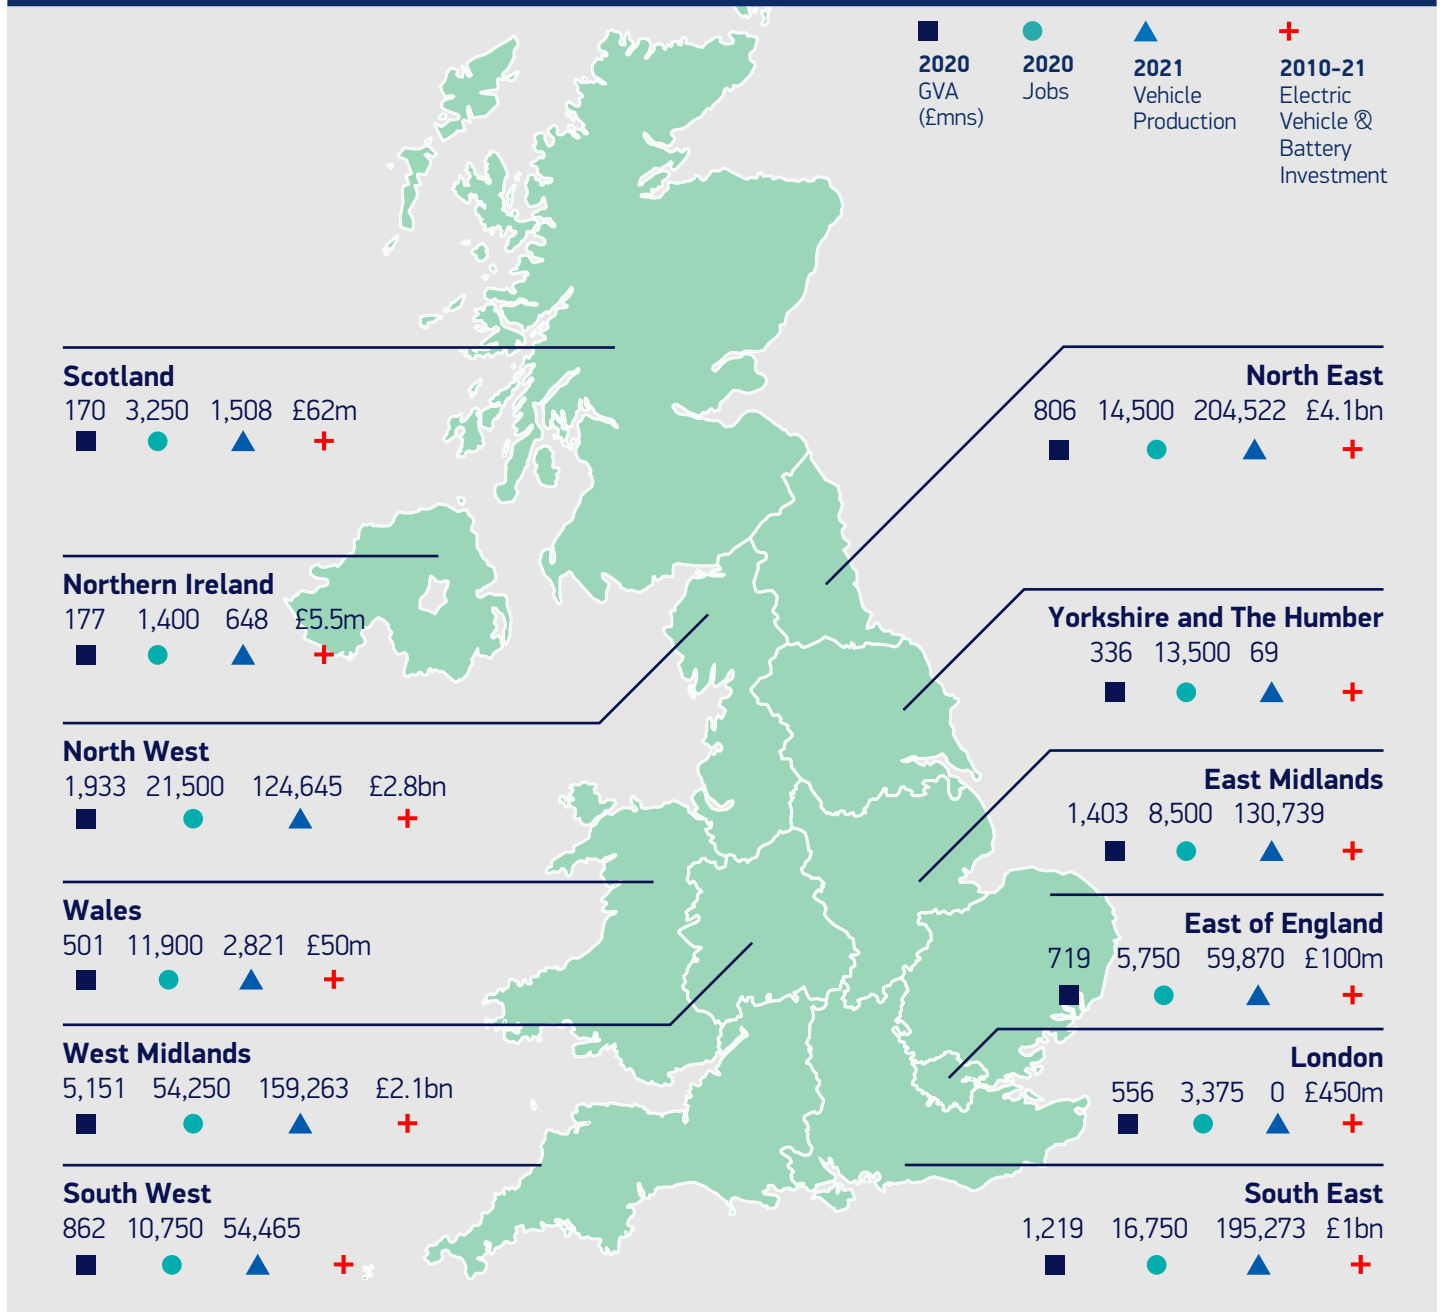 2020
GVA
(£mns)
2020
Jobs
2021
Vehicle
Production
2010-21
Electric
Vehicle &
Battery
Investment
Scotland
170 3,250 1,508 £62m
North East
806 14,500 204,522 £4.1bn
Northern Ireland
177 1,400 648 £5.5m
Yorkshire and The Humber
336 13,500 69
North West
1,933 21,500 124,645 £2.8bn
East Midlands
1,403 8,500 130,739
Wales
501 11,900 2,821 £50m
East of England
719 5,750 59,870 £100m
West Midlands
5,151 54,250 159,263 £2.1bn
London
556 3,375 0 £450m
South West
862 10,750 54,465
South East
1,219 16,750 195,273 £1bn